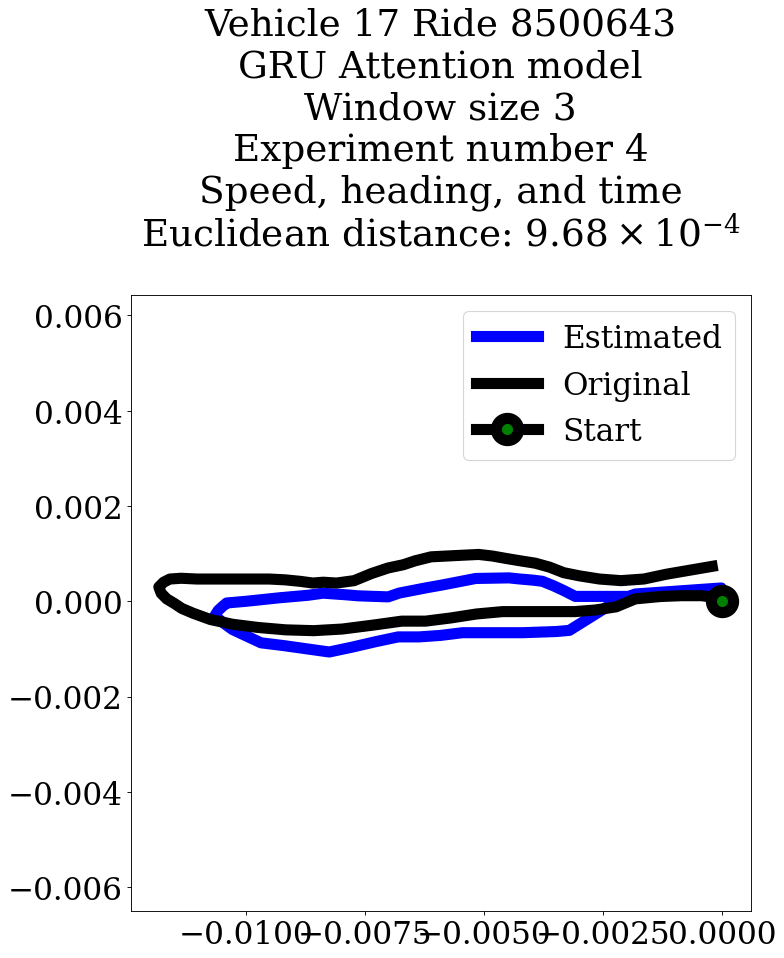 Vehicle 17 Ride 8500643
GRU Attention model
Window size 3
Experiment number 4
Speed, heading, and time
Euclidean distance: 9.68 × 10⁻⁴
Estimated
Original
Start
0.006
0.004
0.002
0.000
−0.002
−0.004
−0.006
−0.0100 −0.0075 −0.0050 −0.0025 0.0000